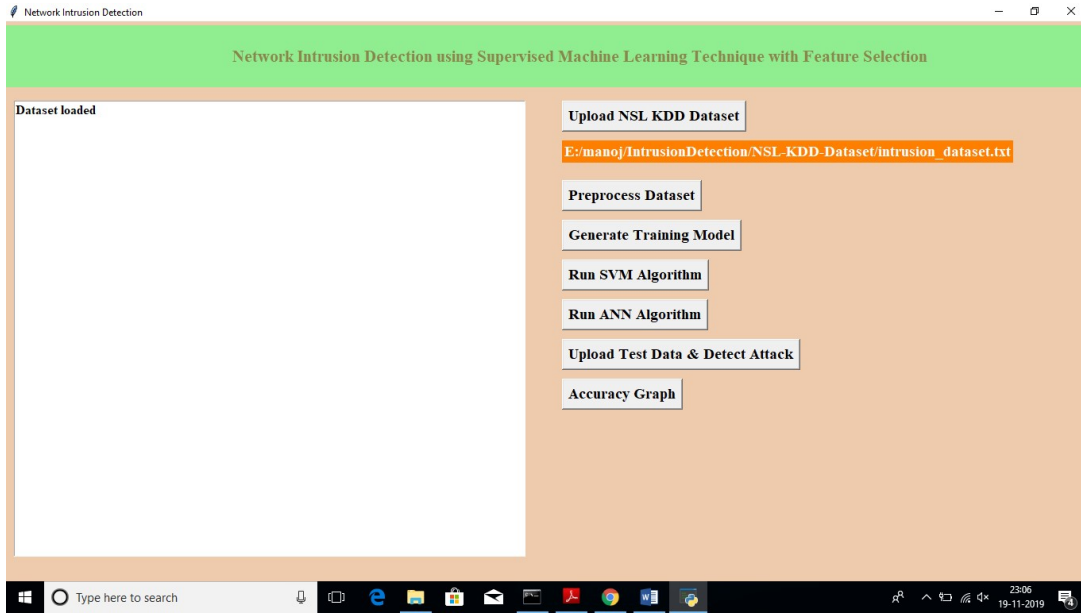 Network Intrusion Detection
Network Intrusion Detection using Supervised Machine Learning Technique with Feature Selection
Dataset loaded
Upload NSL KDD Dataset
E:/manoj/IntrusionDetection/NSL-KDD-Dataset/intrusion_dataset.txt
Preprocess Dataset
Generate Training Model
Run SVM Algorithm
Run ANN Algorithm
Upload Test Data & Detect Attack
Accuracy Graph
Type here to search
23:06
19-11-2019
4